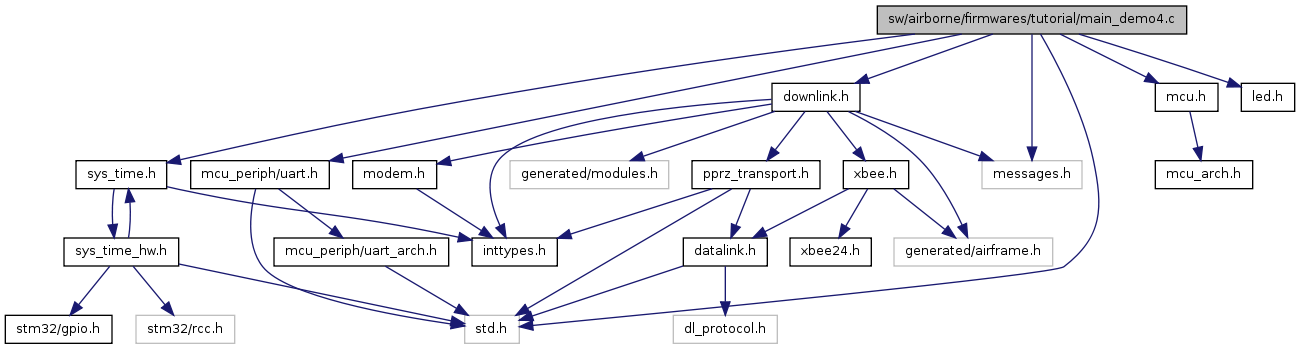 sw/airborne/firmwares/tutorial/main_demo4.c
downlink.h
mcu.h
led.h
sys_time.h
mcu_periph/uart.h
modem.h
generated/modules.h
pprz_transport.h
xbee.h
messages.h
mcu_arch.h
sys_time_hw.h
mcu_periph/uart_arch.h
inttypes.h
datalink.h
xbee24.h
generated/airframe.h
stm32/gpio.h
stm32/rcc.h
std.h
dl_protocol.h